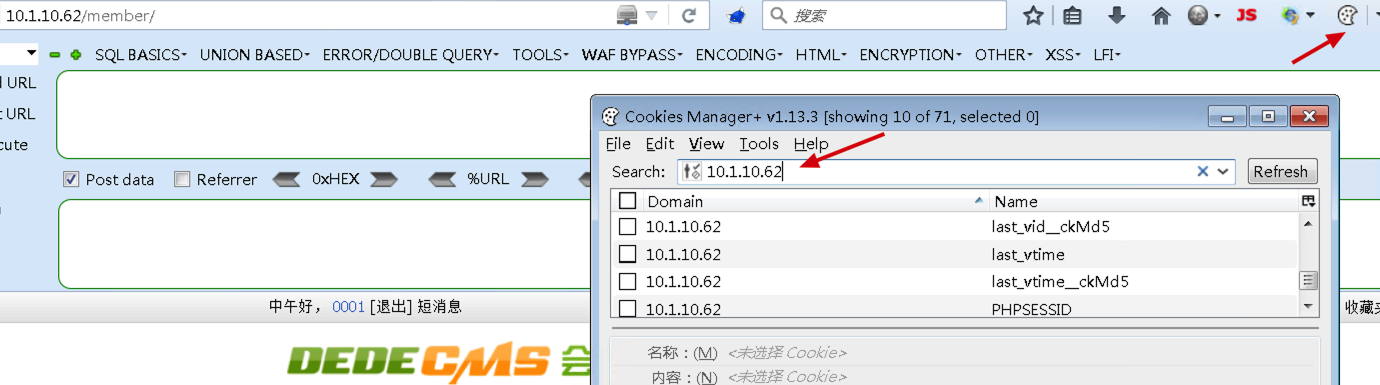 10.1.10.62/member/
搜索
JS
SQL BASICS UNION BASED ERROR/DOUBLE QUERY TOOLS WAF BYPASS ENCODING HTML ENCRYPTION OTHER XSS LFI
URL
URL
cute
Cookies Manager+ v1.13.3 [showing 10 of 71, selected 0]
File Edit View Tools Help
Search: 10.1.10.62 Refresh
Post data Referrer 0xHEX %URL
Domain Name
10.1.10.62 last_vid__ckMd5
10.1.10.62 last_vtime
10.1.10.62 last_vtime__ckMd5
10.1.10.62 PHPSESSID
中午好, 0001 [退出] 短消息
收藏
DEDECMS 会
名称：(M) <未选择 Cookie>
内容：(N) <未选择 Cookie>